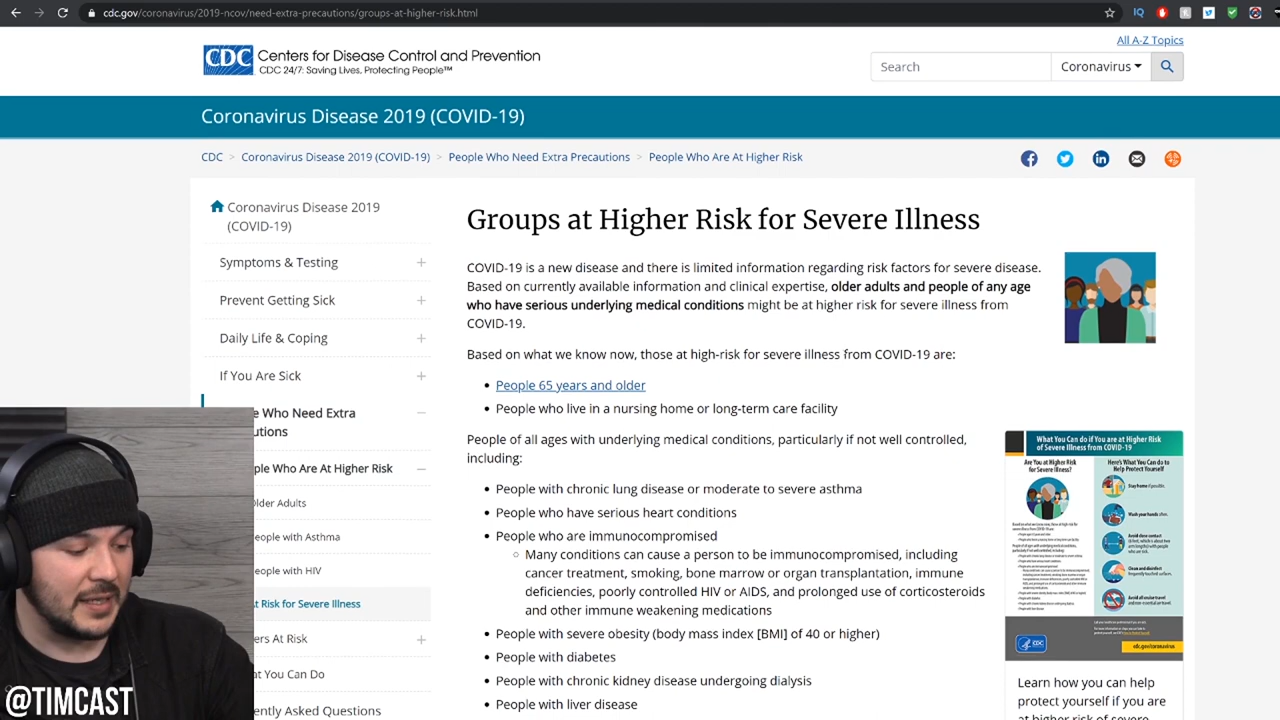 cdc.gov/coronavirus/2019-ncov/need-extra-precautions/groups-at-higher-risk.html
IQ
All A-Z Topics
CDC
Centers for Disease Control and Prevention
CDC 24/7: Saving Lives, Protecting People™
Search
Coronavirus
Coronavirus Disease 2019 (COVID-19)
CDC > Coronavirus Disease 2019 (COVID-19) > People Who Need Extra Precautions > People Who Are At Higher Risk
Coronavirus Disease 2019
(COVID-19)
Symptoms & Testing
Prevent Getting Sick
Daily Life & Coping
If You Are Sick
e Who Need Extra
utions
ple Who Are At Higher Risk
lder Adults
eople with Asth
eople with HIV
t Risk for Severe Illness
ers At Risk
at You Can Do
ently Asked Questions
@TIMCAST
Groups at Higher Risk for Severe Illness
COVID-19 is a new disease and there is limited information regarding risk factors for severe disease.
Based on currently available information and clinical expertise, older adults and people of any age
who have serious underlying medical conditions might be at higher risk for severe illness from
COVID-19.
Based on what we know now, those at high-risk for severe illness from COVID-19 are:
• People 65 years and older
• People who live in a nursing home or long-term care facility
People of all ages with underlying medical conditions, particularly if not well controlled,
including:
• People with chronic lung disease or moderate to severe asthma
• People who have serious heart conditions
• People who are immunocompromised
Many conditions can cause a person to be immunocompromised, including
cancer treatment, smoking, bone marrow or organ transplantation, immune
deficiencies, poorly controlled HIV or AIDS, and prolonged use of corticosteroids
and other immune weakening medications
• People with severe obesity (body mass index [BMI] of 40 or higher)
• People with diabetes
• People with chronic kidney disease undergoing dialysis
• People with liver disease
What You Can Do if You are at Higher Risk
of Severe Illness from COVID-19
Are You at Higher Risk
for Severe Illness?
Here's What You Can do to
Help Protect Yourself
Stay home if possible.
Wash your hands often.
Avoid close contact
Clean and disinfect
frequently touched surfaces.
Avoid all cruise travel
and non-essential air travel.
CDC
cdc.gov/coronavirus
Learn how you can help
protect yourself if you are
at higher risk of severe